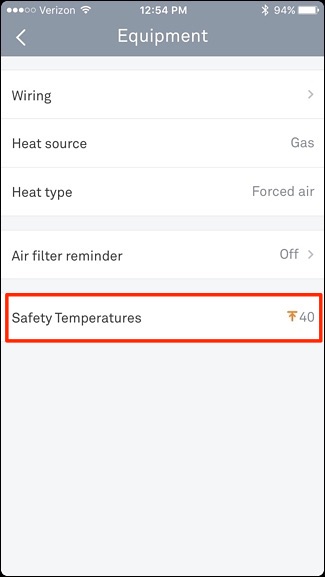 Verizon 12:54 PM 94%
Equipment
Wiring
Heat source Gas
Heat type Forced air
Air filter reminder Off
Safety Temperatures 40